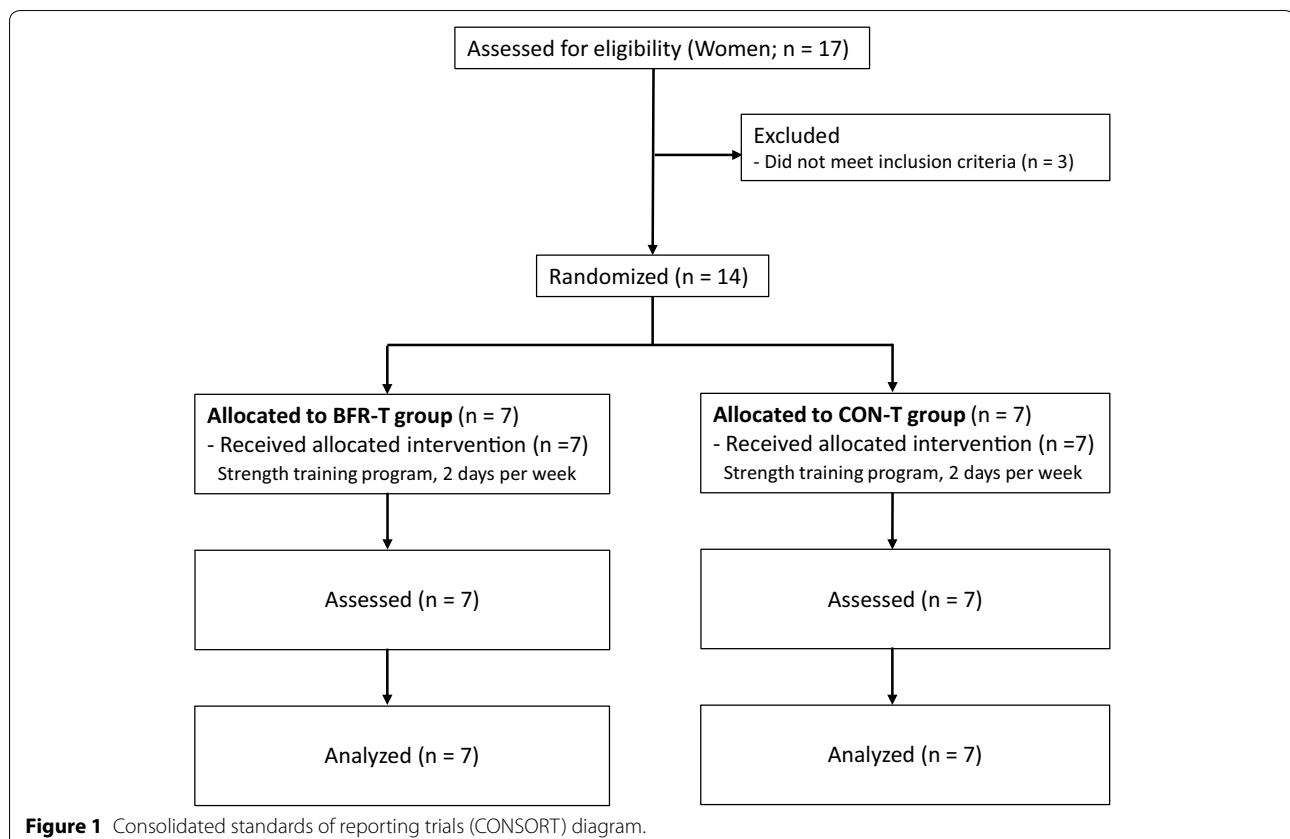 Assessed for eligibility (Women; n = 17)
Excluded
- Did not meet inclusion criteria (n = 3)
Randomized (n = 14)
Allocated to BFR-T group (n = 7)
- Received allocated intervention (n =7)
Strength training program, 2 days per week
Allocated to CON-T group (n = 7)
- Received allocated intervention (n =7)
Strength training program, 2 days per week
Assessed (n = 7)
Assessed (n = 7)
Analyzed (n = 7)
Analyzed (n = 7)
Figure 1 Consolidated standards of reporting trials (CONSORT) diagram.